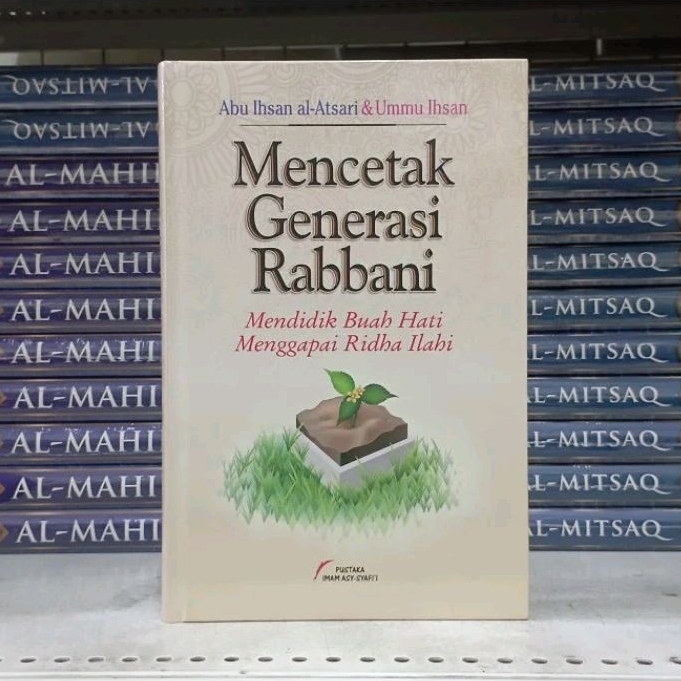 Abu Ihsan al-Atsari & Ummu Ihsan
Mencetak
Generasi
Rabbani
Mendidik Buah Hati
Menggapai Ridha Ilahi
PUSTAKA
IMAM ASY-SYAFI'I
AL-MITSAQ
AL-MITSAQ
AL-MAHI
AL-MAHI
AL-MAHI
AL-MAHI
AL-MAHI
AL-MAHI
AL-MAHI
AL-MAHI
AL-MAHI
L-MITSAQ
L-MITSAQ
L-MITSAQ
L-MITSAQ
L-MITSAQ
L-MITSAQ
L-MITSAQ
L-MITSAQ
L-MITSAQ
L-MITSAQ
L-MITSAQ